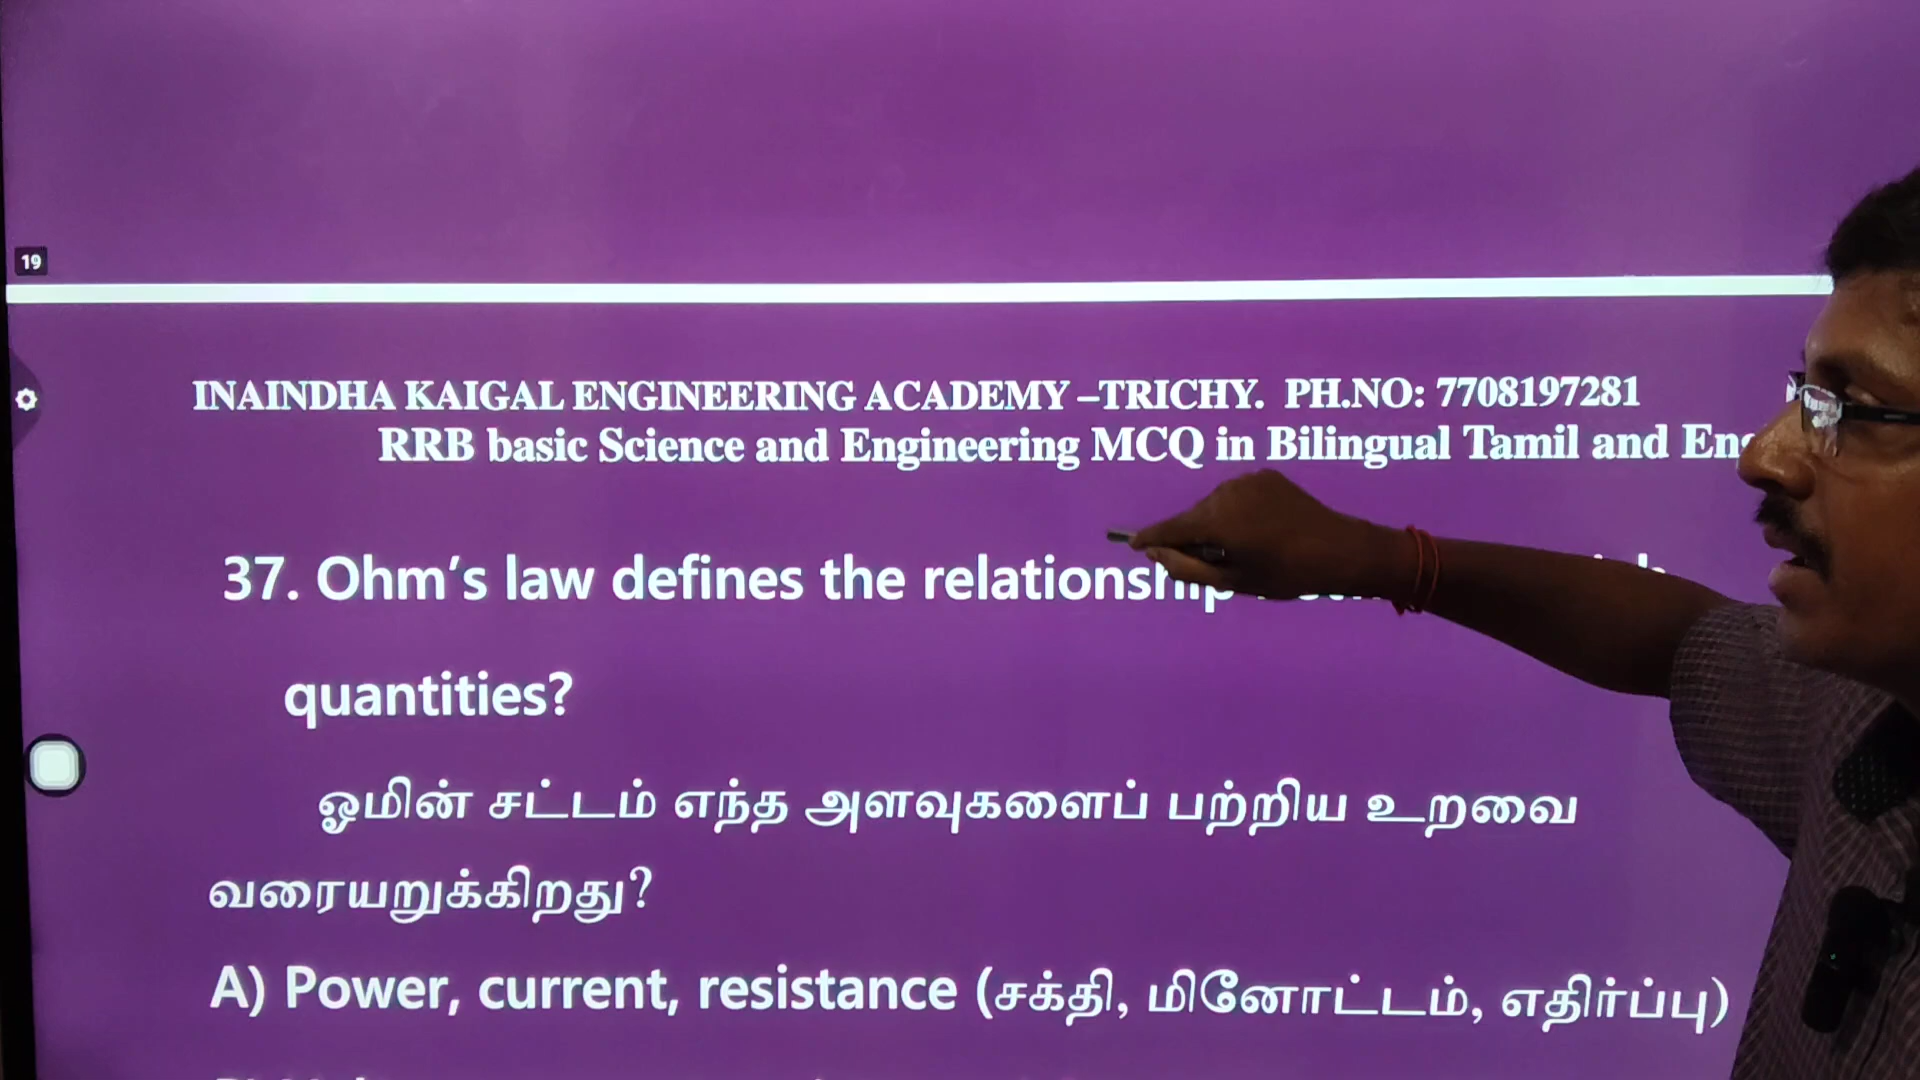 19
INAINDHA KAIGAL ENGINEERING ACADEMY –TRICHY. PH.NO: 7708197281
RRB basic Science and Engineering MCQ in Bilingual Tamil and Eng
37. Ohm’s law defines the relationship
quantities?
ஓமின் சட்டம் எந்த அளவுகளைப் பற்றிய உறவை
வரையறுக்கிறது?
A) Power, current, resistance (சக்தி, மினோட்டம், எதிர்ப்பு)